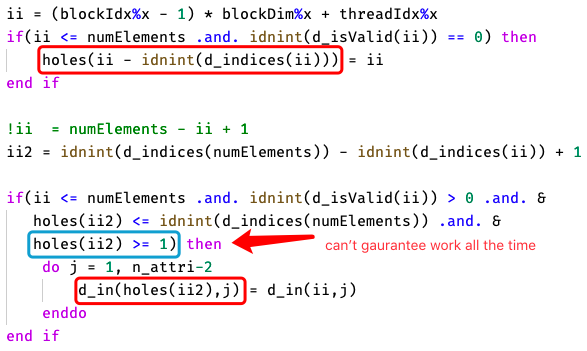 ii = (blockIdx%x - 1) * blockDim%x + threadIdx%x
if(ii <= numElements .and. idnint(d_isValid(ii)) == 0) then
holes(ii - idnint(d_indices(ii))) = ii
end if
!ii  = numElements - ii + 1
ii2 = idnint(d_indices(numElements)) - idnint(d_indices(ii)) + 1
if(ii <= numElements .and. idnint(d_isValid(ii)) > 0 .and. &
holes(ii2) <= idnint(d_indices(numElements)) .and. &
holes(ii2) >= 1) then
can't gaurantee work all the time
do j = 1, n_attri-2
d_in(holes(ii2),j) = d_in(ii,j)
enddo
end if